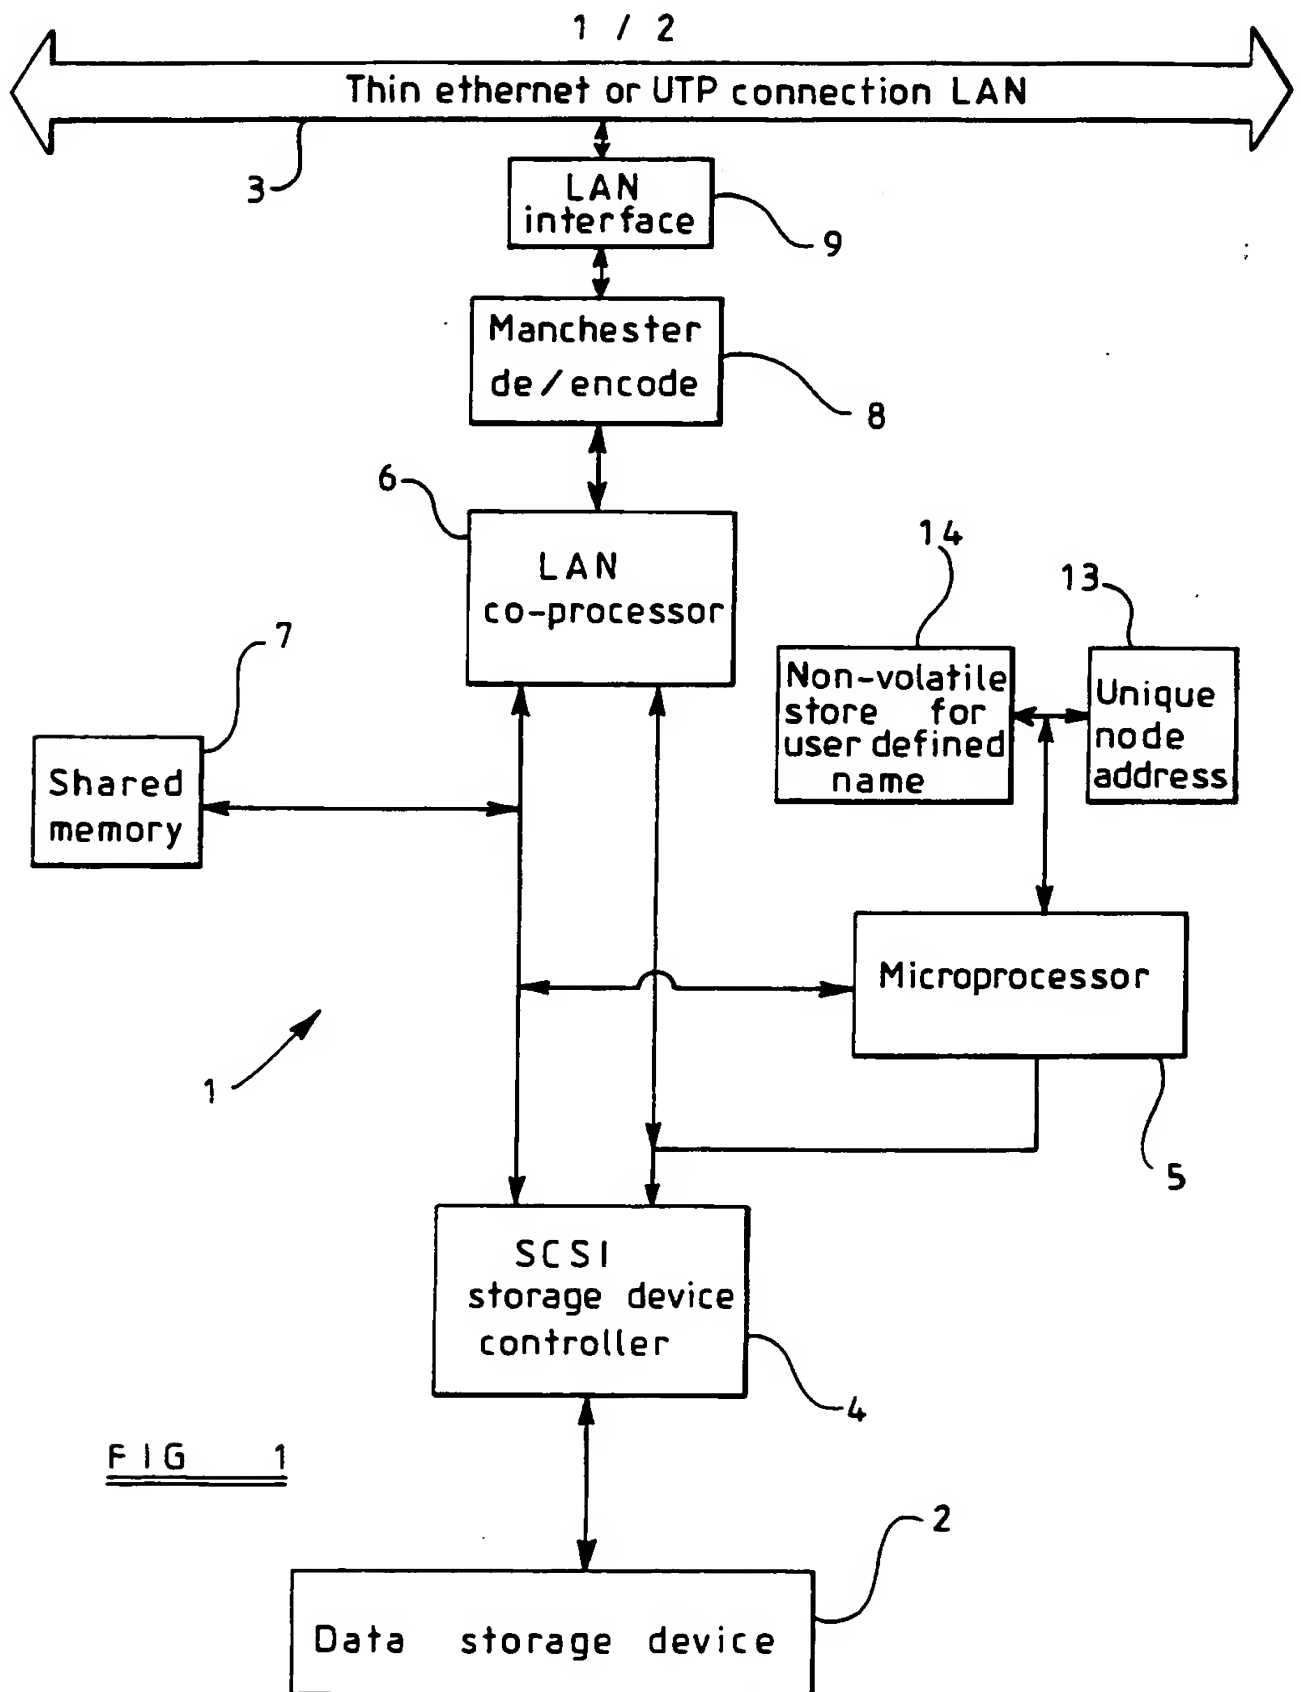 1 / 2
Thin ethernet or UTP connection LAN
3
LAN
interface
9
Manchester
de/encode
8
6
LAN
co-processor
14
13
7
Non-volatile
store for
user defined
name
Unique
node
address
Shared
memory
Microprocessor
1
5
SCSI
storage device
controller
4
FIG 1
2
Data storage device